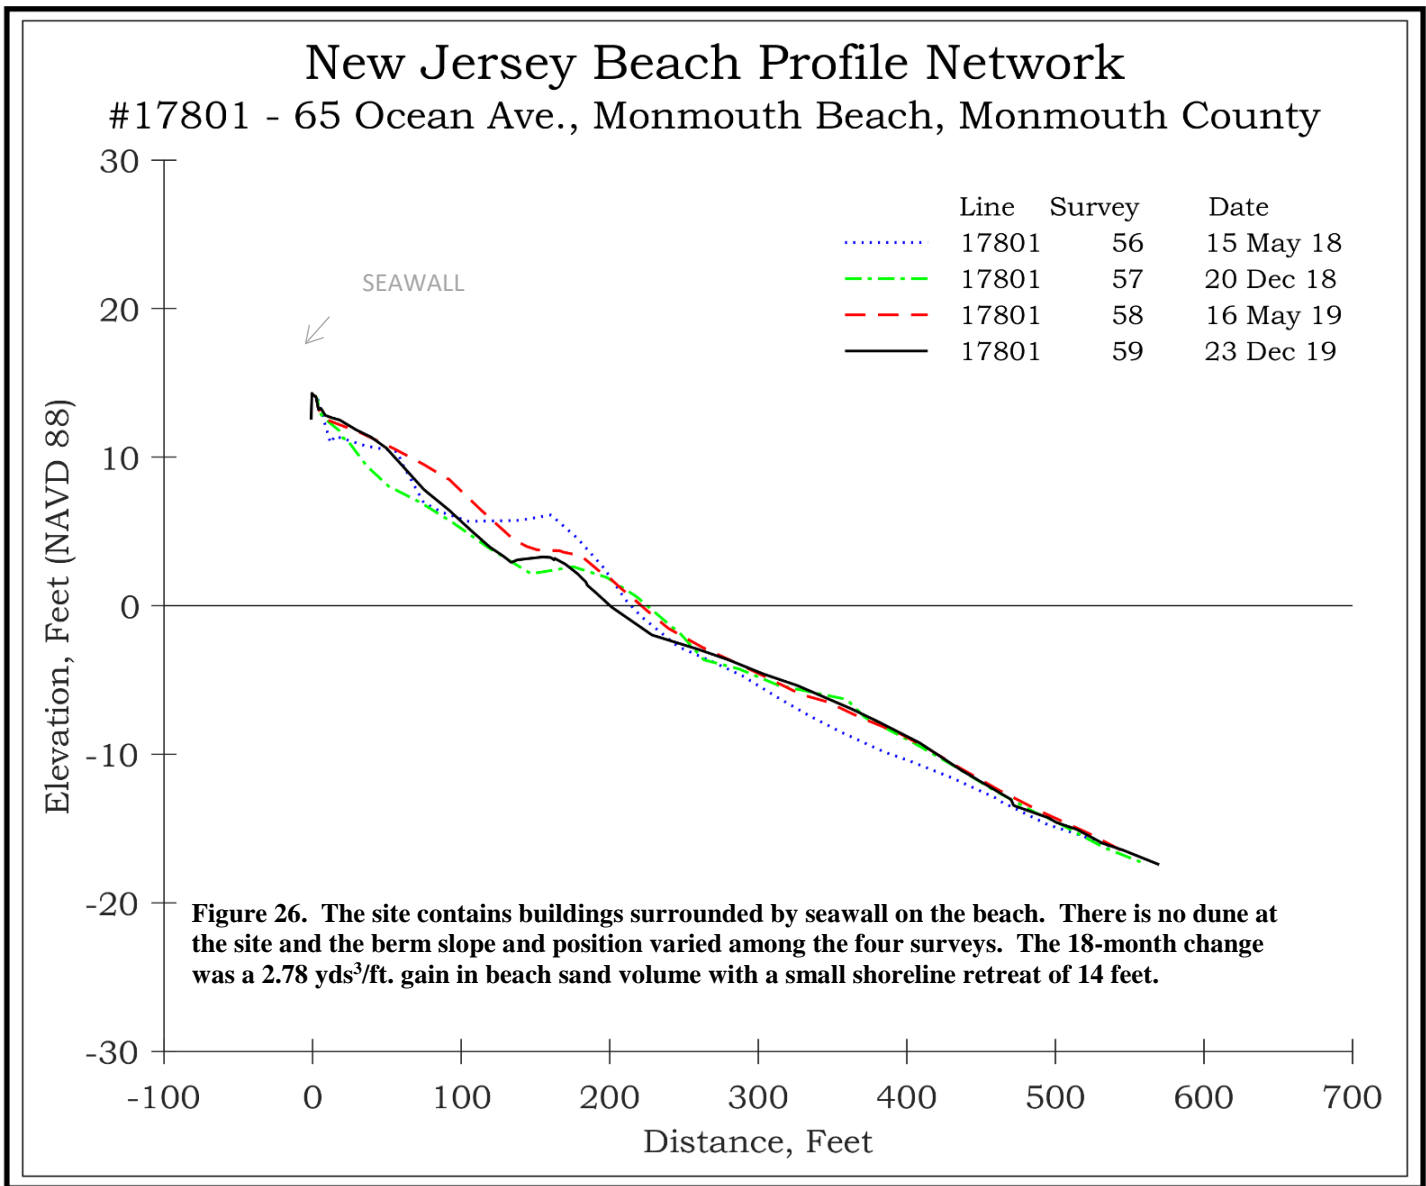 New Jersey Beach Profile Network
#17801 - 65 Ocean Ave., Monmouth Beach, Monmouth County
30
20
10
0
-10
-20
-30
Elevation, Feet (NAVD 88)
SEAWALL
Line Survey Date
17801 56 15 May 18
17801 57 20 Dec 18
17801 58 16 May 19
17801 59 23 Dec 19
Figure 26. The site contains buildings surrounded by seawall on the beach. There is no dune at
the site and the berm slope and position varied among the four surveys. The 18-month change
was a 2.78 yds³/ft. gain in beach sand volume with a small shoreline retreat of 14 feet.
-100 0 100 200 300 400 500 600 700
Distance, Feet